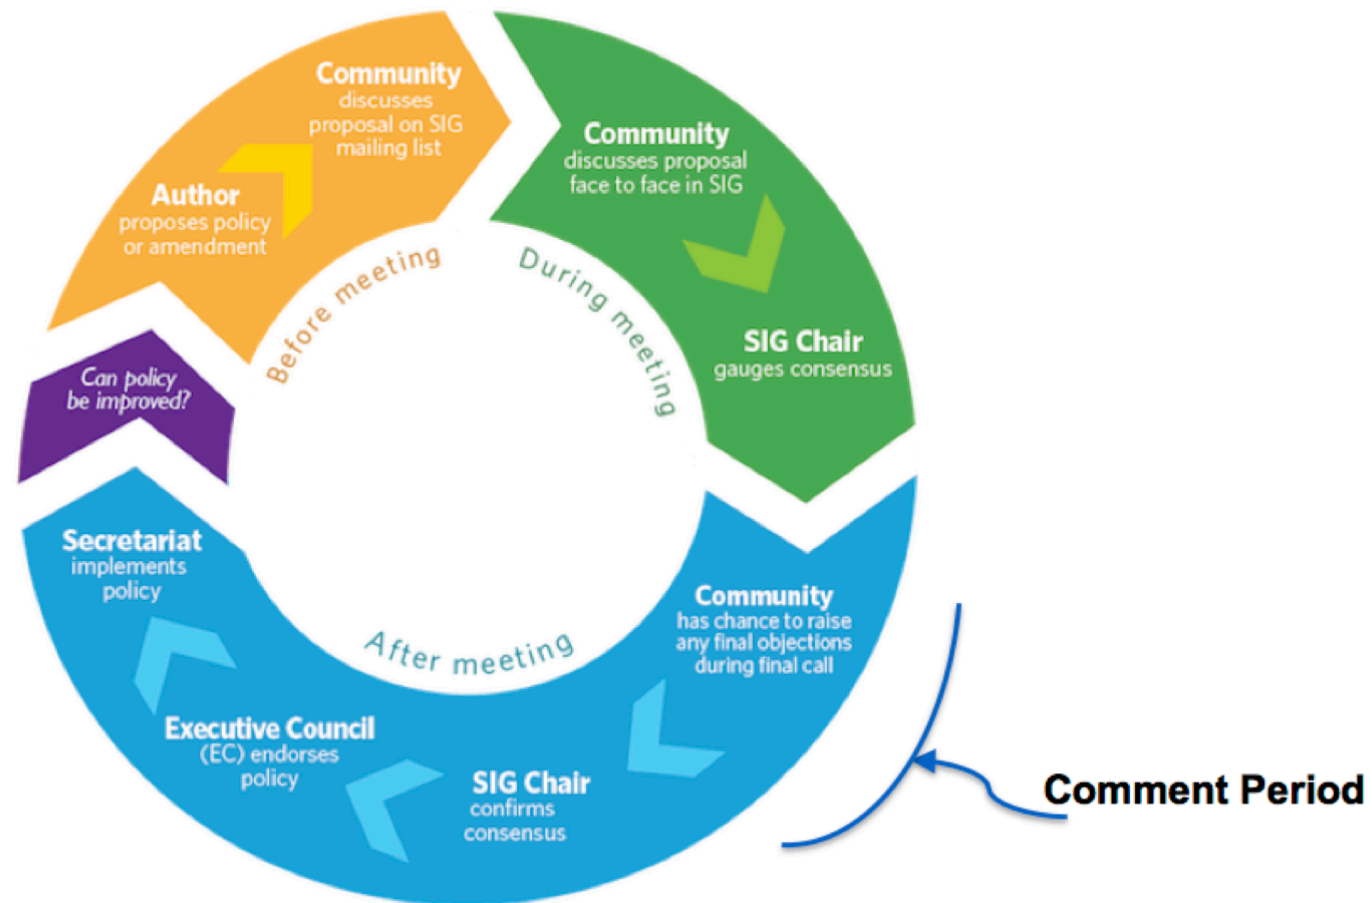 Community
discusses
proposal on SIG
mailing list
Author
proposes policy
or amendment
Before meeting
Community
discusses proposal
face to face in SIG
SIG Chair
gauges consensus
During meeting
Community
has chance to raise
any final objections
during final call
Comment Period
SIG Chair
confirms
consensus
Executive Council
(EC) endorses
policy
Secretariat
implements
policy
After meeting
Can policy
be improved?